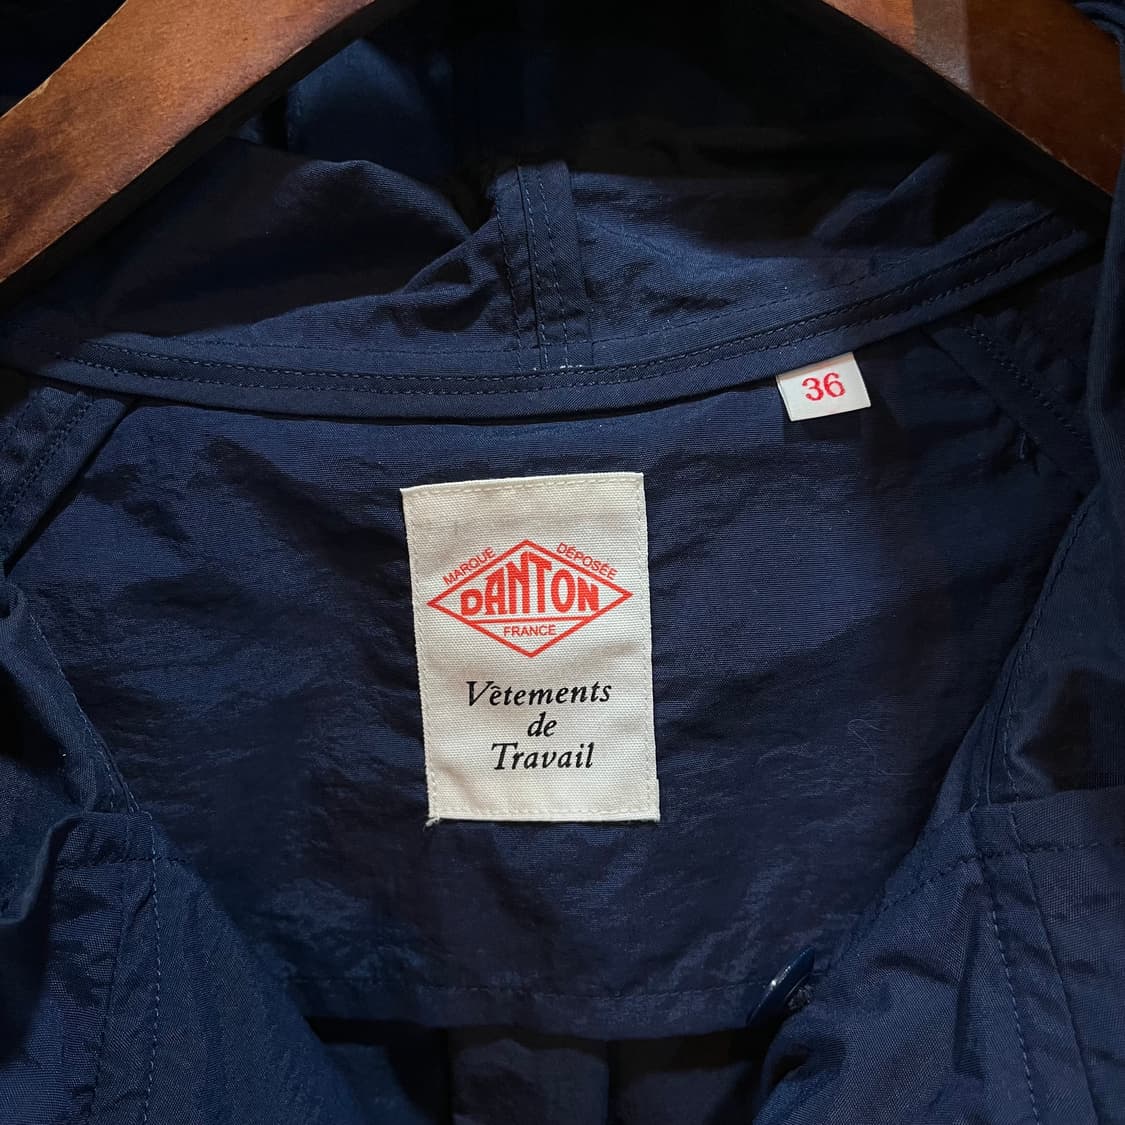 36
MARQUE DÉPOSÉE
DANTON
FRANCE
Vêtements
de
Travail